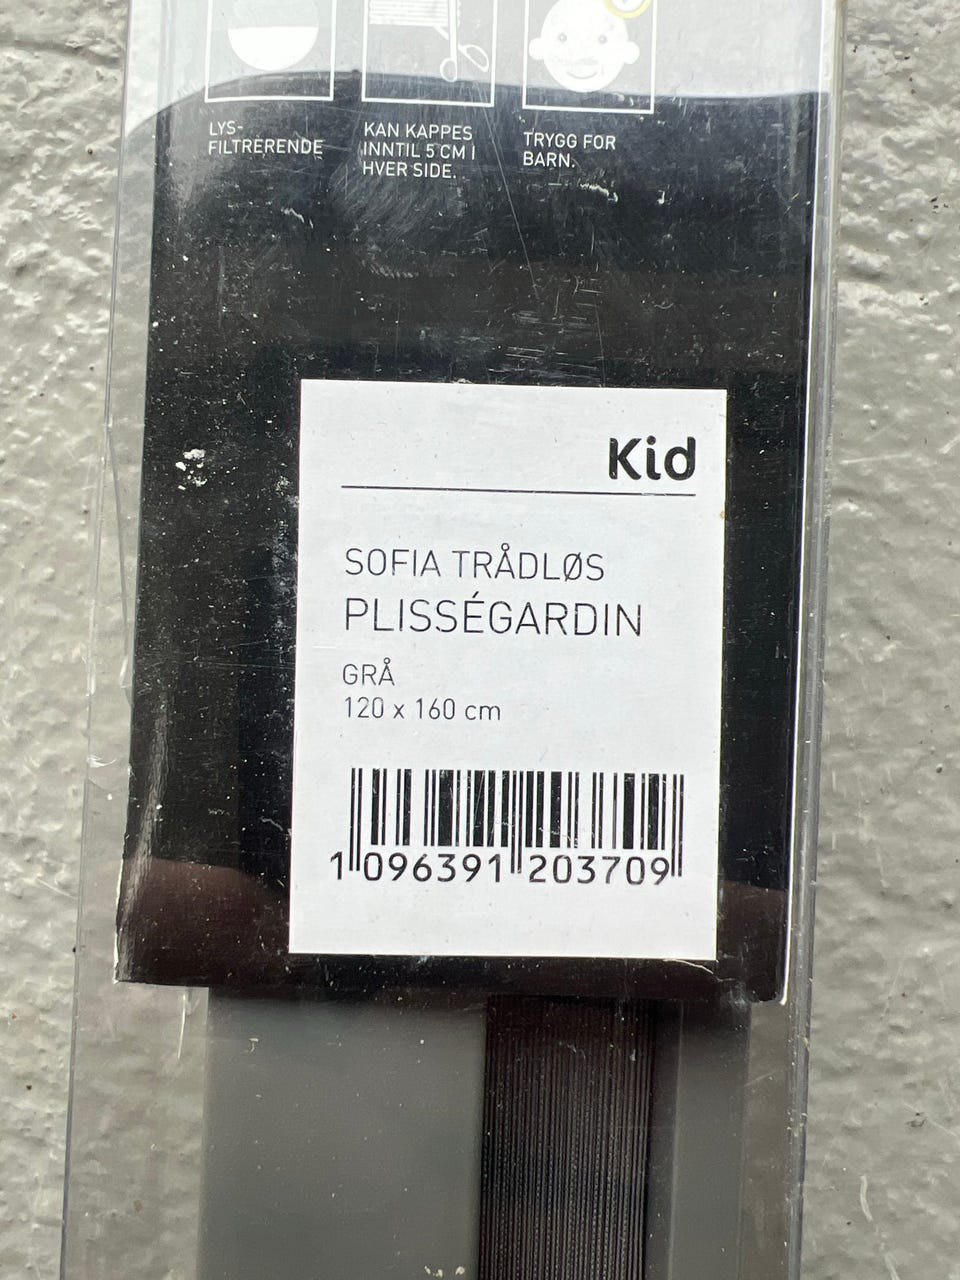 LYS-
FILTRERENDE
KAN KAPPES
INNTIL 5 CM I
HVER SIDE.
TRYGG FOR
BARN.
Kid
SOFIA TRÅDLØS
PLISSÉGARDIN
GRÅ
120 x 160 cm
1 096391 203709